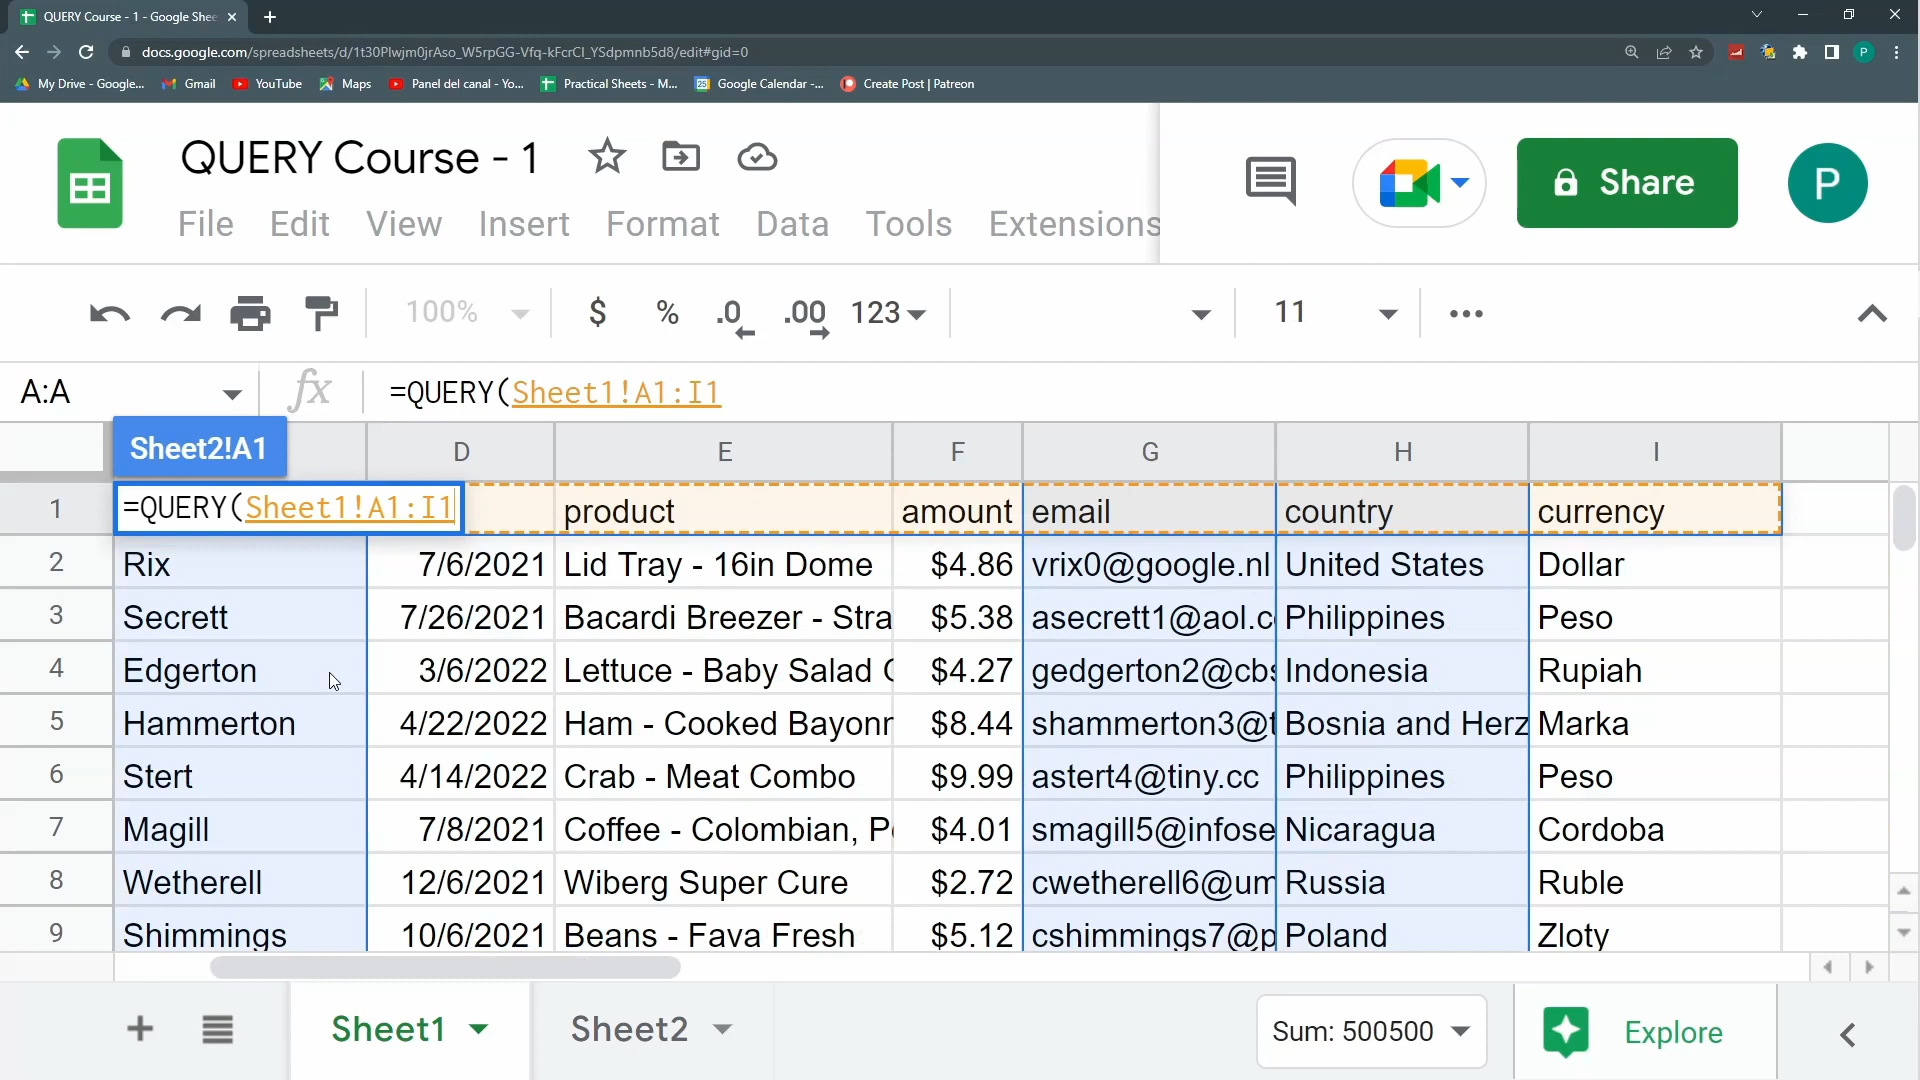 QUERY Course - 1 - Google Shee
docs.google.com/spreadsheets/d/1t30Plwjm0jrAso_W5rpGG-Vfq-kFcrCl_YSdpmnb5d8/edit#gid=0
P
My Drive - Google... Gmail YouTube Maps Panel del canal - Yo... Practical Sheets - M... 25 Google Calendar -... Create Post | Patreon
QUERY Course - 1
Share
P
File Edit View Insert Format Data Tools Extensions
100% $ % .0 .00 123 11
A:A fx =QUERY(Sheet1!A1:I1
Sheet2!A1 D E F G H I
1 =QUERY(Sheet1!A1:I1 product amount email country currency
2 Rix 7/6/2021 Lid Tray - 16in Dome $4.86 vrix0@google.nl United States Dollar
3 Secrett 7/26/2021 Bacardi Breezer - Stra $5.38 asecrett1@aol.c Philippines Peso
4 Edgerton 3/6/2022 Lettuce - Baby Salad $4.27 gedgerton2@cbs Indonesia Rupiah
5 Hammerton 4/22/2022 Ham - Cooked Bayonr $8.44 shammerton3@t Bosnia and Herz Marka
6 Stert 4/14/2022 Crab - Meat Combo $9.99 astert4@tiny.cc Philippines Peso
7 Magill 7/8/2021 Coffee - Colombian, Pe $4.01 smagill5@infose Nicaragua Cordoba
8 Wetherell 12/6/2021 Wiberg Super Cure $2.72 cwetherell6@um Russia Ruble
9 Shimmings 10/6/2021 Beans - Fava Fresh $5.12 cshimmings7@p Poland Zloty
Sheet1 Sheet2 Sum: 500500 Explore